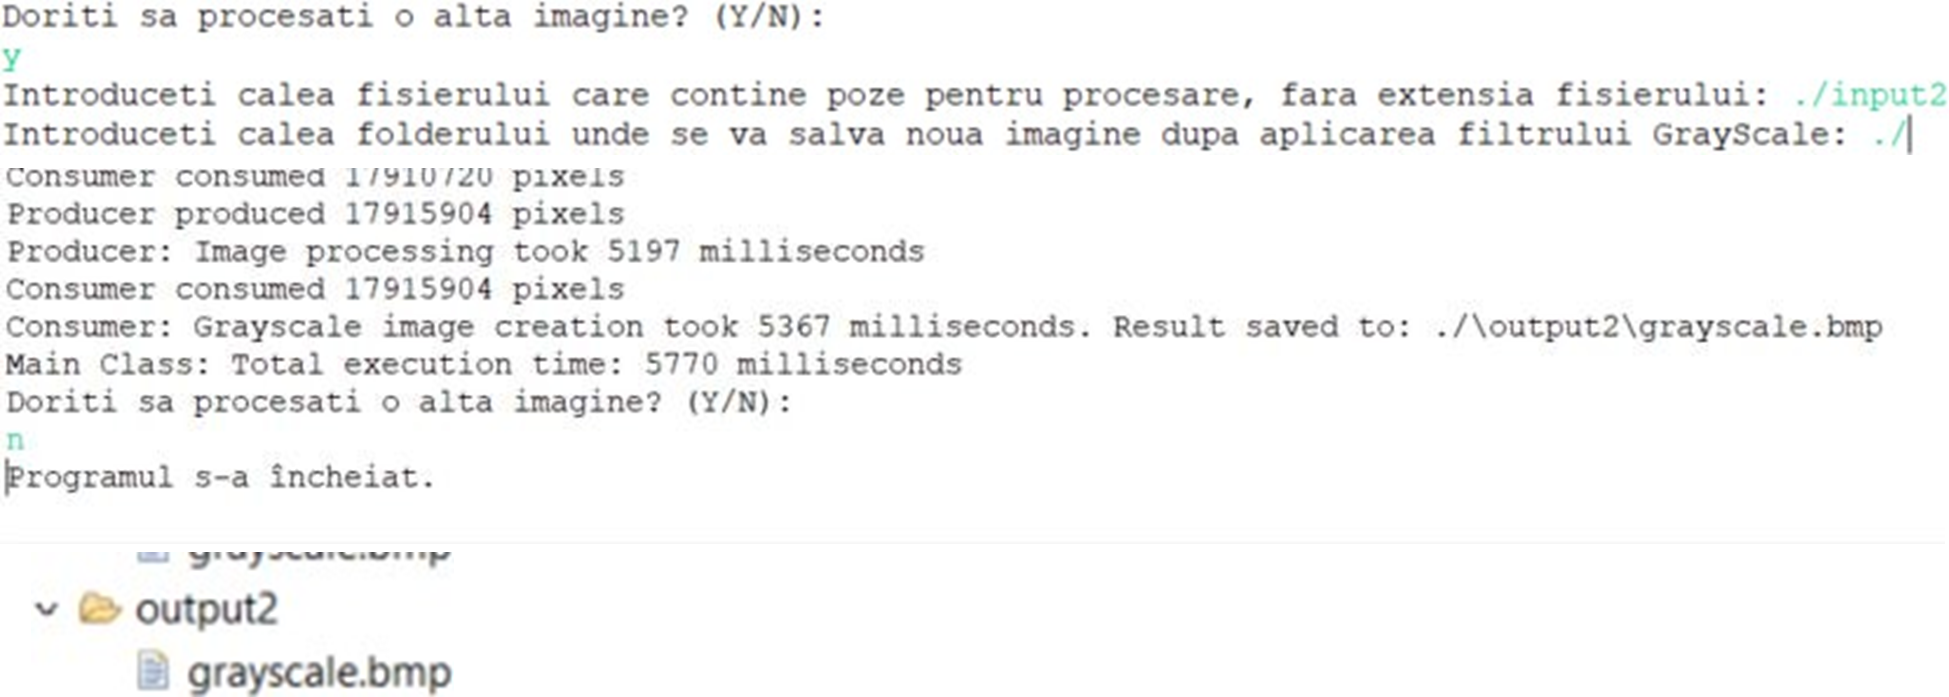 Doriti sa procesati o alta imagine? (Y/N):
y
Introduceti calea fisierului care contine poze pentru procesare, fara extensia fisierului: ./input2
Introduceti calea folderului unde se va salva noua imagine dupa aplicarea filtrului GrayScale: ./
Consumer consumed 17910720 pixels
Producer produced 17915904 pixels
Producer: Image processing took 5197 milliseconds
Consumer consumed 17915904 pixels
Consumer: Grayscale image creation took 5367 milliseconds. Result saved to: ./\output2\grayscale.bmp
Main Class: Total execution time: 5770 milliseconds
Doriti sa procesati o alta imagine? (Y/N):
n
Programul s-a încheiat.
grayscale.bmp
output2
grayscale.bmp